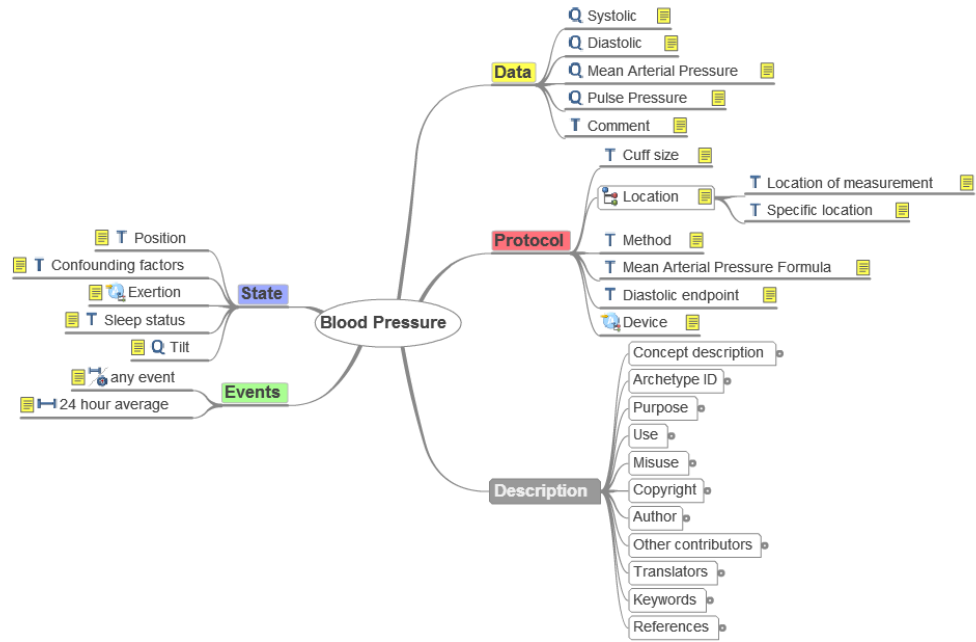 Blood Pressure
Data
Q Systolic
Q Diastolic
Q Mean Arterial Pressure
Q Pulse Pressure
T Comment
Protocol
T Cuff size
Location
T Location of measurement
T Specific location
T Method
T Mean Arterial Pressure Formula
T Diastolic endpoint
Device
State
T Position
T Confounding factors
Exertion
T Sleep status
Q Tilt
Events
any event
24 hour average
Description
Concept description
Archetype ID
Purpose
Use
Misuse
Copyright
Author
Other contributors
Translators
Keywords
References